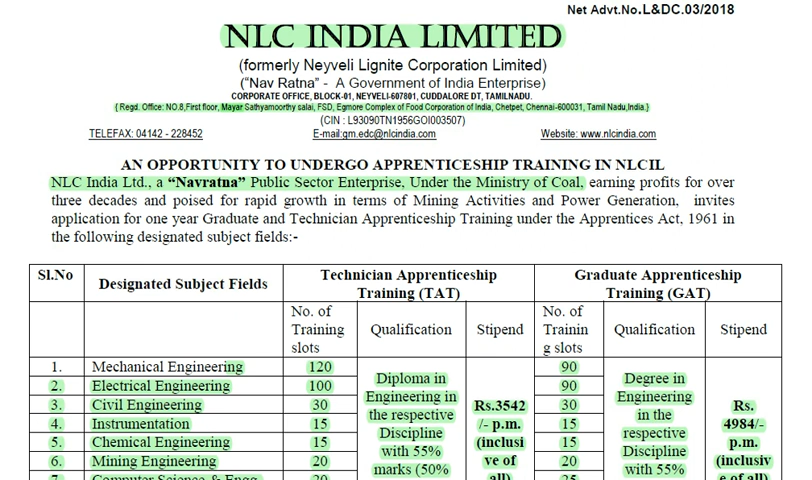 Net Advt.No.L&DC.03/2018
NLC INDIA LIMITED
(formerly Neyveli Lignite Corporation Limited)
("Nav Ratna" - A Government of India Enterprise)
CORPORATE OFFICE, BLOCK-01, NEYVELI-607801, CUDDALORE DT, TAMILNADU.
{ Regd. Office: NO.8,First floor, Mayar Sathyamoorthy salai, FSD, Egmore Complex of Food Corporation of India, Chetpet, Chennai-600031, Tamil Nadu,India.}
(CIN : L93090TN1956GOI003507)
TELEFAX: 04142 - 228452 E-mail:gm.edc@nlcindia.com Website: www.nlcindia.com
AN OPPORTUNITY TO UNDERGO APPRENTICESHIP TRAINING IN NLCIL
NLC India Ltd., a "Navratna" Public Sector Enterprise, Under the Ministry of Coal, earning profits for over
three decades and poised for rapid growth in terms of Mining Activities and Power Generation, invites
application for one year Graduate and Technician Apprenticeship Training under the Apprentices Act, 1961 in
the following designated subject fields:-
Sl.No Designated Subject Fields Technician Apprenticeship Graduate Apprenticeship
Training (TAT) Training (GAT)
No. of No. of
Training Qualification Stipend Trainin Qualification Stipend
slots g slots
1. Mechanical Engineering 120 90
2. Electrical Engineering 100 Diploma in 90 Degree in
3. Civil Engineering 30 Engineering in Rs.3542 30 Engineering Rs.
4. Instrumentation 15 the respective /- p.m. 15 in the 4984/-
5. Chemical Engineering 15 Discipline (inclusi 15 respective p.m.
6. Mining Engineering 20 with 55% ve of 20 Discipline (inclusiv
7. Computer Science & Engg 20 marks (50% all) 25 with 55% e of all)